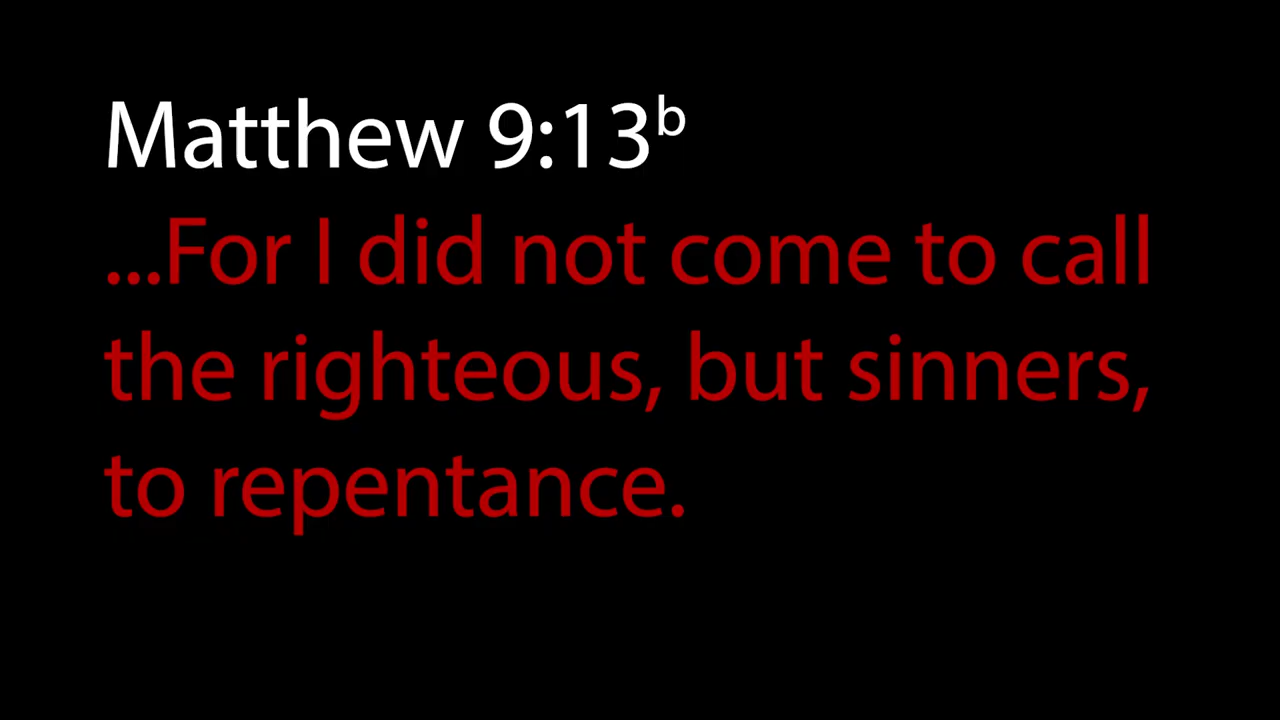 Matthew 9:13ᵇ
...For I did not come to call
the righteous, but sinners,
to repentance.